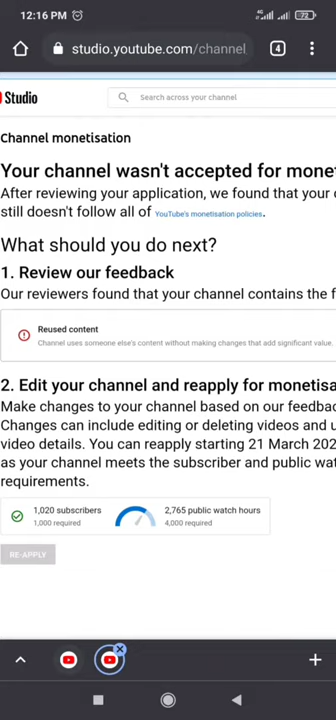 12:16 PM
4G
studio.youtube.com/channel
4
Studio
Search across your channel
Channel monetisation
Your channel wasn't accepted for mone
After reviewing your application, we found that your
still doesn't follow all of YouTube's monetisation policies.
What should you do next?
1. Review our feedback
Our reviewers found that your channel contains the f
Reused content
Channel uses someone else's content without making changes that add significant value.
2. Edit your channel and reapply for monetisa
Make changes to your channel based on our feedba
Changes can include editing or deleting videos and u
video details. You can reapply starting 21 March 202
as your channel meets the subscriber and public wat
requirements.
1,020 subscribers
1,000 required
2,765 public watch hours
4,000 required
RE-APPLY